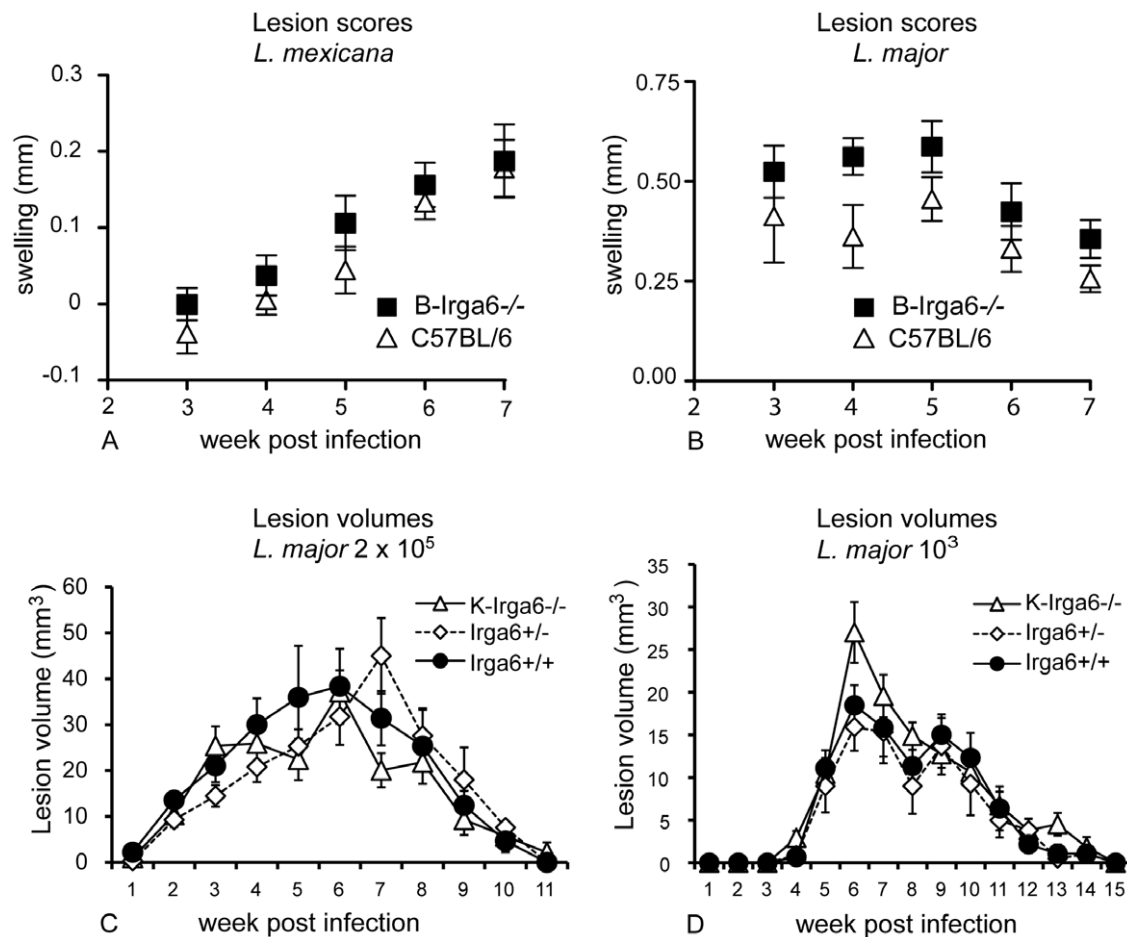 Lesion scores
L. mexicana
swelling (mm)
0.3
0.2
0.1
0
-0.1
B-Irga6-/-
C57BL/6
2 3 4 5 6 7
A week post infection
Lesion scores
L. major
swelling (mm)
0.75
0.50
0.25
0.00
B-Irga6-/-
C57BL/6
2 3 4 5 6 7
B week post infection
Lesion volumes
L. major 2 x 10⁵
Lesion volume (mm³)
60
50
40
30
20
10
0
K-Irga6-/-
Irga6+/-
Irga6+/+
1 2 3 4 5 6 7 8 9 10 11
C week post infection
Lesion volumes
L. major 10³
Lesion volume (mm³)
35
30
25
20
15
10
5
0
K-Irga6-/-
Irga6+/-
Irga6+/+
1 2 3 4 5 6 7 8 9 10 11 12 13 14 15
D week post infection